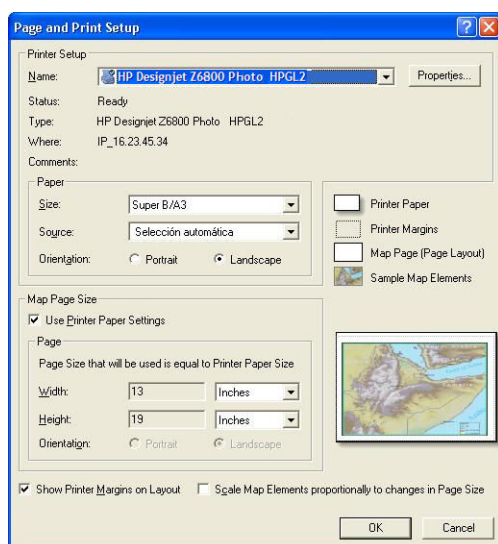 Page and Print Setup
Printer Setup
Name: HP Designjet Z6800 Photo HPGL2 Properties...
Status: Ready
Type: HP Designjet Z6800 Photo HPGL2
Where: IP_16.23.45.34
Comments:
Paper
Size: Super B/A3
Source: Selección automática
Orientation: Portrait Landscape
Printer Paper
Printer Margins
Map Page (Page Layout)
Sample Map Elements
Map Page Size
Use Printer Paper Settings
Page
Page Size that will be used is equal to Printer Paper Size
Width: 13 Inches
Height: 19 Inches
Orientation: Portrait Landscape
Show Printer Margins on Layout Scale Map Elements proportionally to changes in Page Size
OK Cancel